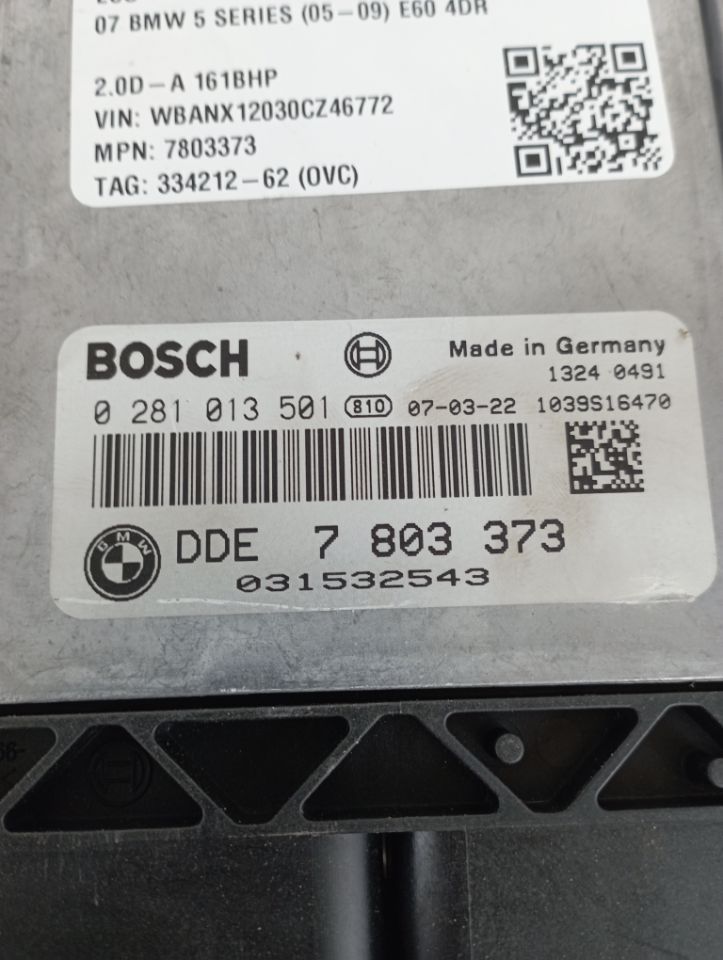 07 BMW 5 SERIES (05-09) E60 4DR
2.0D-A 161BHP
VIN: WBANX12030CZ46772
MPN: 7803373
TAG: 334212-62 (OVC)
BOSCH
Made in Germany
1324 0491
0 281 013 501 810 07-03-22 1039S16470
BMW
DDE 7 803 373
031532543